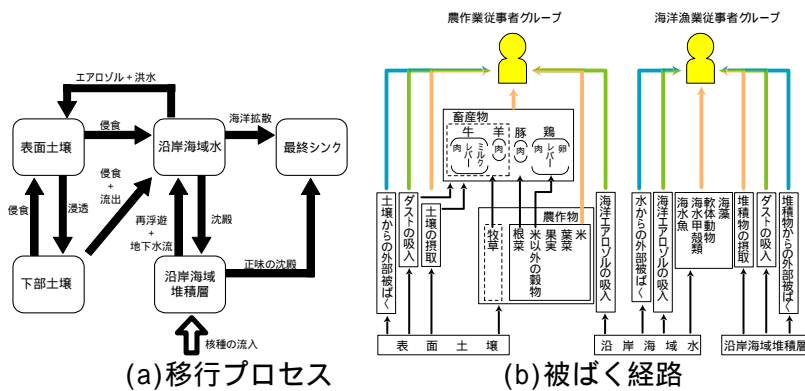 エアロゾル+洪水
表面土壌
侵食
沿岸海域水
海洋拡散
最終シンク
侵食
浸透
侵食
+
流出
再浮遊
+
地下水流
沈殿
下部土壌
沿岸海域
堆積層
正味の沈殿
核種の流入
(a)移行プロセス
農作業従事者グループ
海洋漁業従事者グループ
畜産物
牛
羊
豚
鶏
肉
レバー
ミルク
肉
肉
肉
レバー
卵
土壌からの外部被ばく
ダストの吸入
土壌の摂取
農作物
牧草
根菜
米以外の穀物
果実
葉菜
米
海洋エアロゾルの吸入
水からの外部被ばく
海洋エアロゾルの吸入
海水魚
海水甲殻類
軟体動物
海藻
堆積物の摂取
ダストの吸入
堆積物からの外部被ばく
表面土壌
沿岸海域水
沿岸海域堆積層
(b)被ばく経路